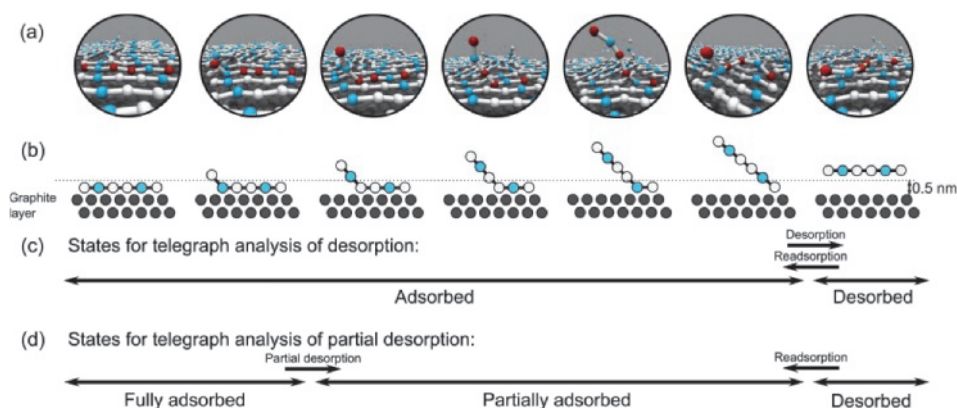 (a)
(b)
Graphite
layer
0.5 nm
(c) States for telegraph analysis of desorption:
Desorption
Readsorption
Adsorbed
Desorbed
(d) States for telegraph analysis of partial desorption:
Partial desorption
Readsorption
Fully adsorbed
Partially adsorbed
Desorbed